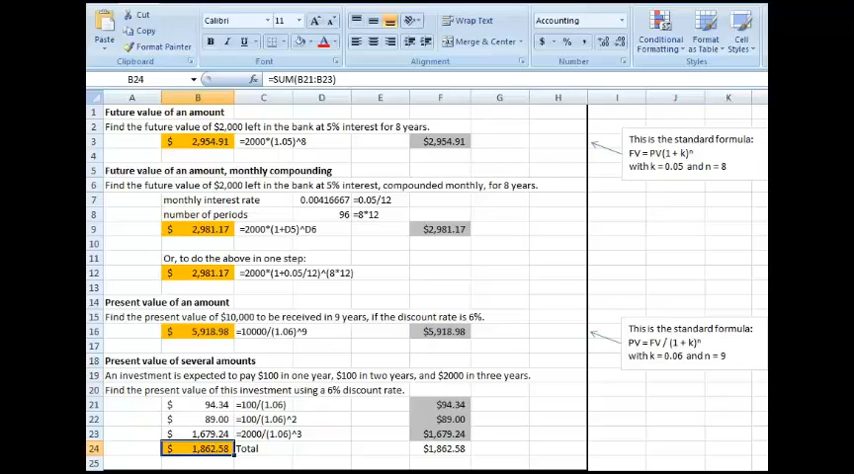 Cut
Copy
Format Painter
Paste
Clipboard
Calibri 11 A A
B I U A
Font
Wrap Text
Merge & Center
Alignment
Accounting
$ % , .0 .00 .00 .0
Number
Conditional Formatting
Format as Table
Cell Styles
Styles
B24 fx =SUM(B21:B23)
A B C D E F G H I J K
1 Future value of an amount
2 Find the future value of $2,000 left in the bank at 5% interest for 8 years.
3 $ 2,954.91 =2000*(1.05)^8 $2,954.91
This is the standard formula:
FV = PV(1 + k)ⁿ
with k = 0.05 and n = 8
4
5 Future value of an amount, monthly compounding
6 Find the future value of $2,000 left in the bank at 5% interest, compounded monthly, for 8 years.
7 monthly interest rate 0.00416667 =0.05/12
8 number of periods 96 =8*12
9 $ 2,981.17 =2000*(1+D5)^D6 $2,981.17
10
11 Or, to do the above in one step:
12 $ 2,981.17 =2000*(1+0.05/12)^(8*12)
13
14 Present value of an amount
15 Find the present value of $10,000 to be received in 9 years, if the discount rate is 6%.
16 $ 5,918.98 =10000/(1.06)^9 $5,918.98
This is the standard formula:
PV = FV / (1 + k)ⁿ
with k = 0.06 and n = 9
17
18 Present value of several amounts
19 An investment is expected to pay $100 in one year, $100 in two years, and $2000 in three years.
20 Find the present value of this investment using a 6% discount rate.
21 $ 94.34 =100/(1.06) $94.34
22 $ 89.00 =100/(1.06)^2 $89.00
23 $ 1,679.24 =2000/(1.06)^3 $1,679.24
24 $ 1,862.58 Total $1,862.58
25